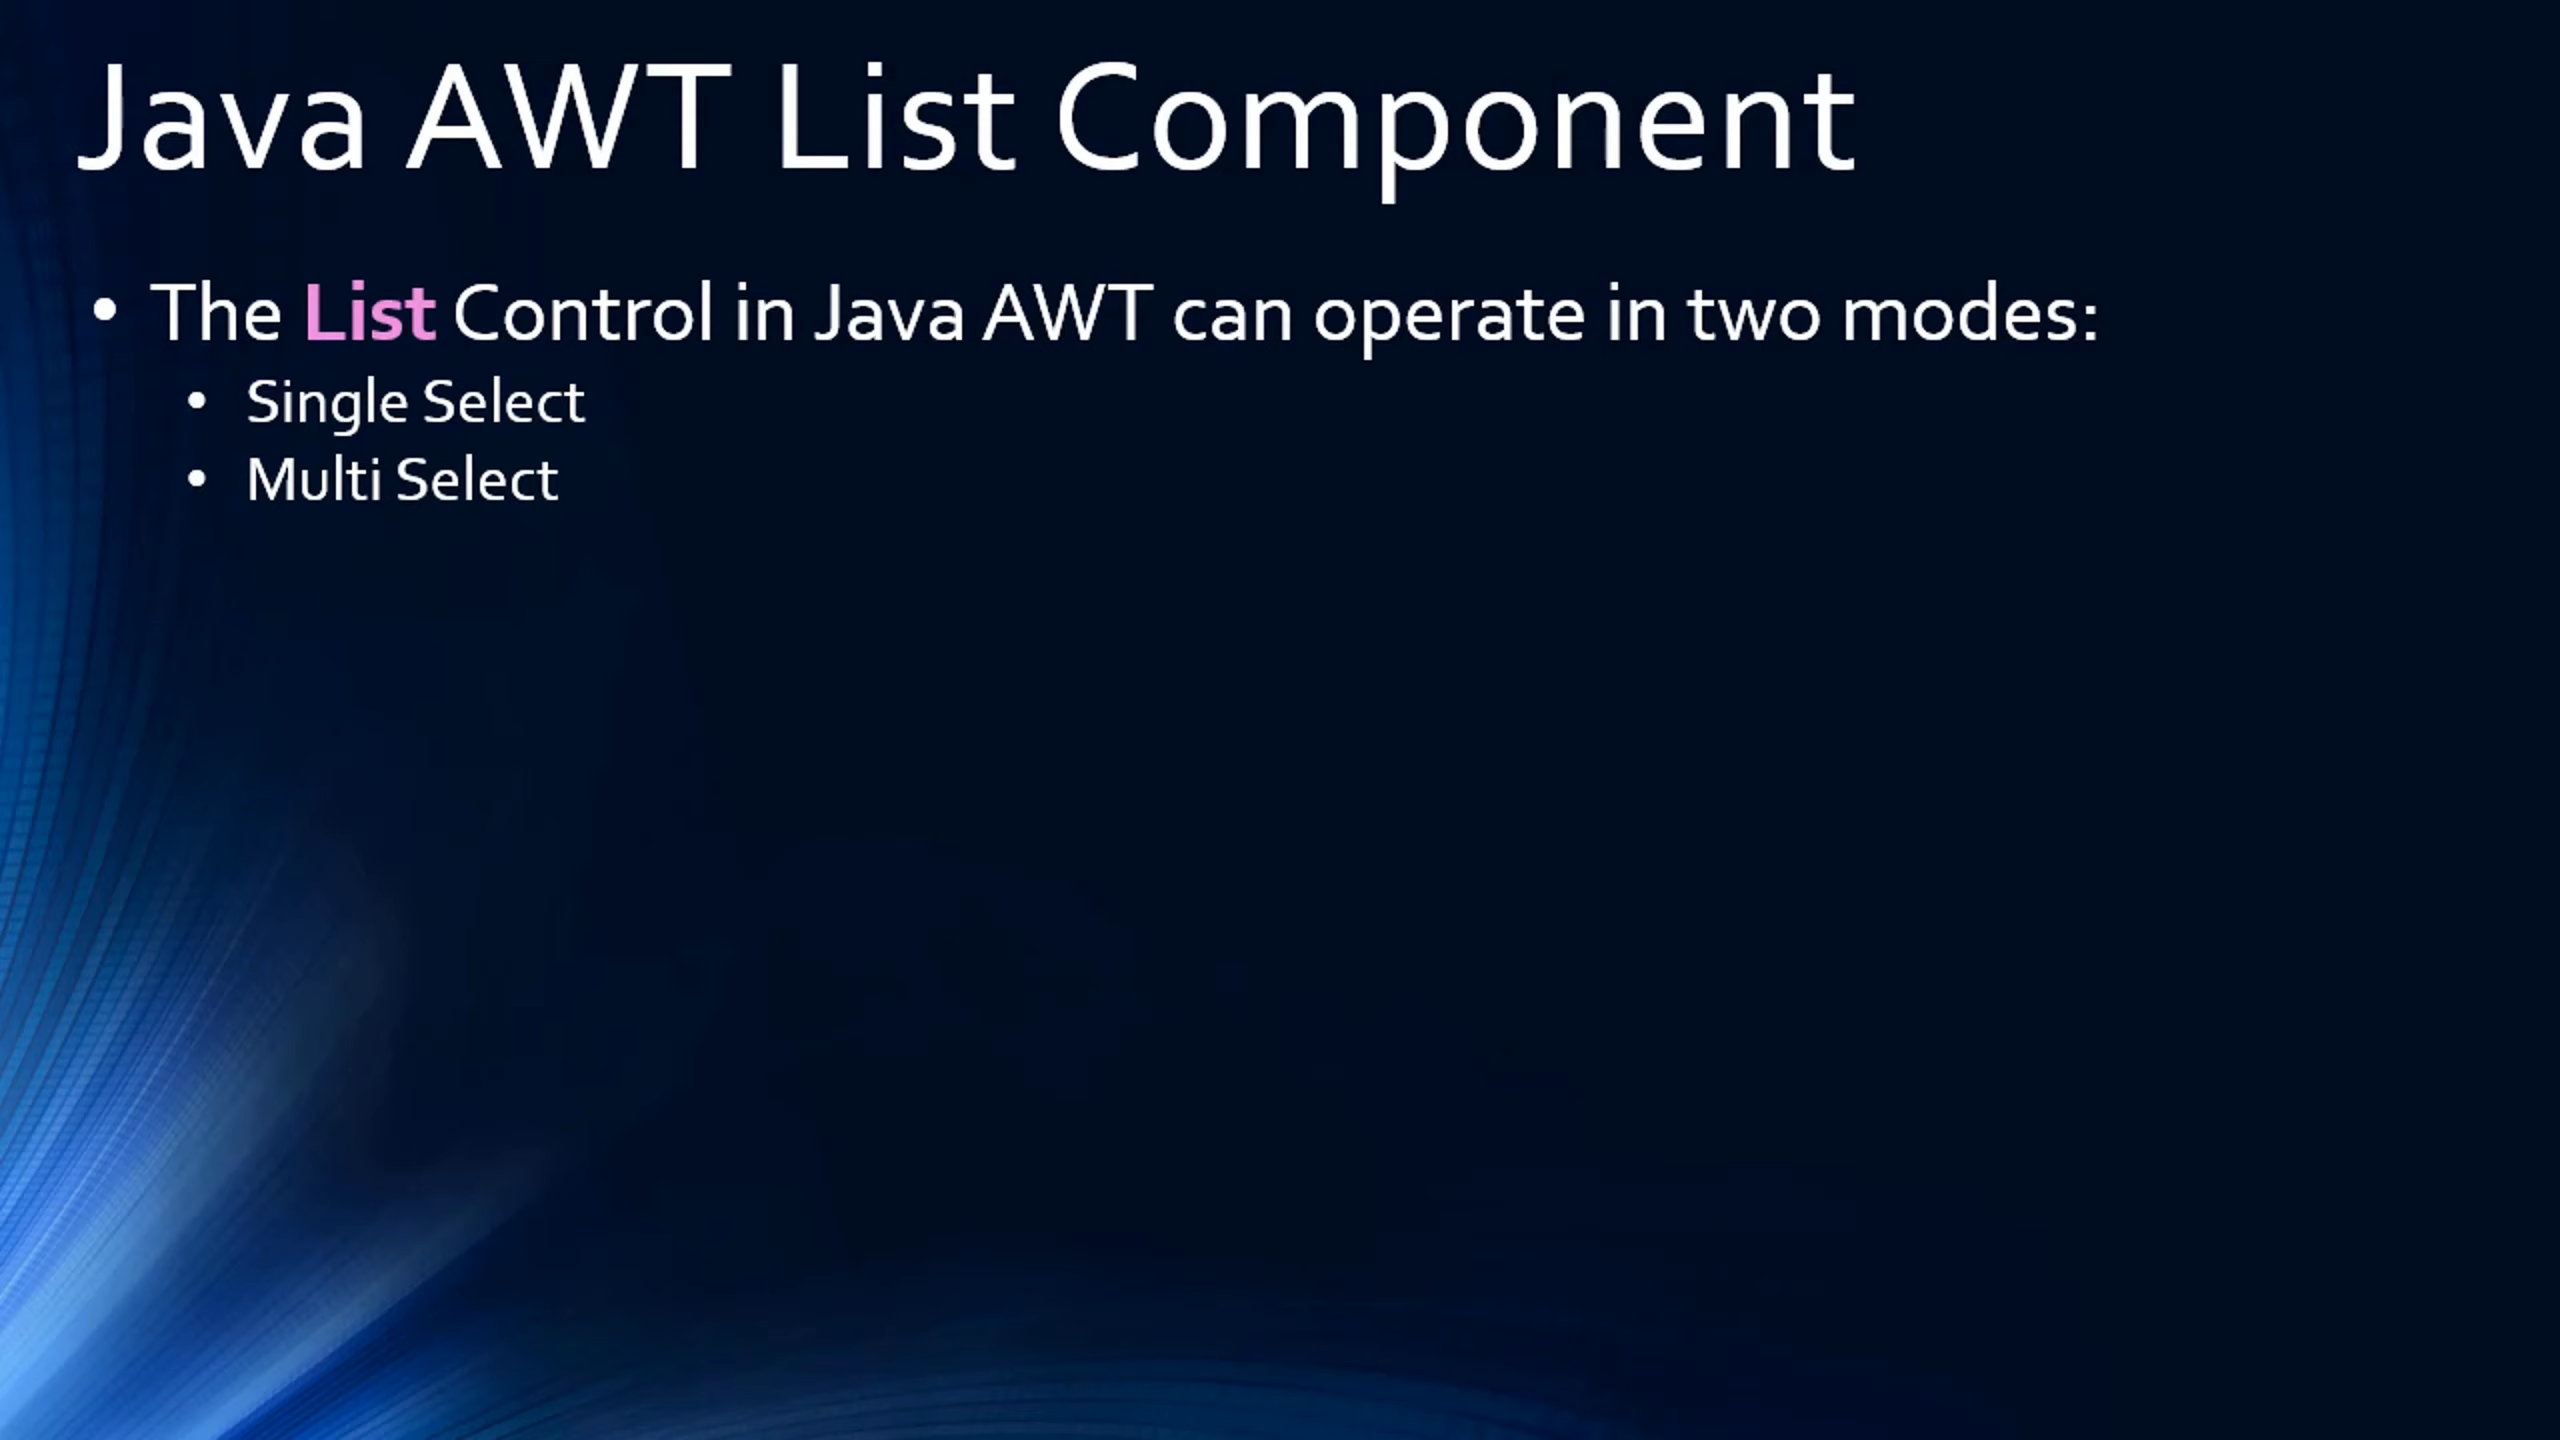 Java AWT List Component
• The List Control in Java AWT can operate in two modes:
• Single Select
• Multi Select